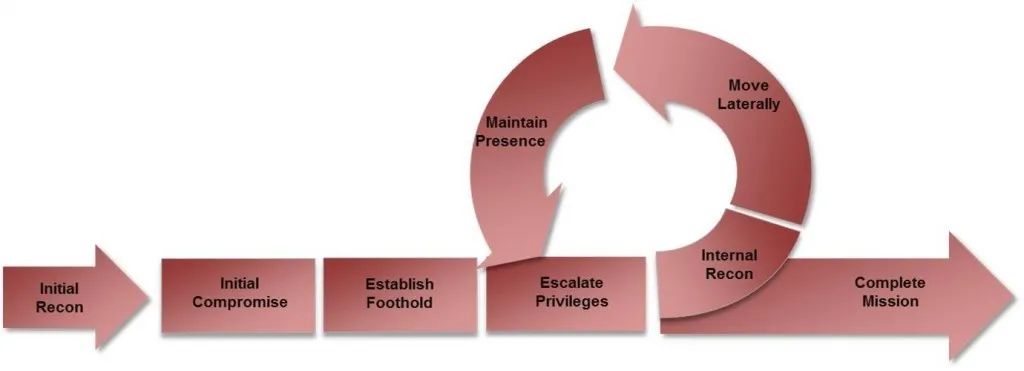 Initial
Recon
Initial
Compromise
Establish
Foothold
Escalate
Privileges
Internal
Recon
Move
Laterally
Maintain
Presence
Complete
Mission